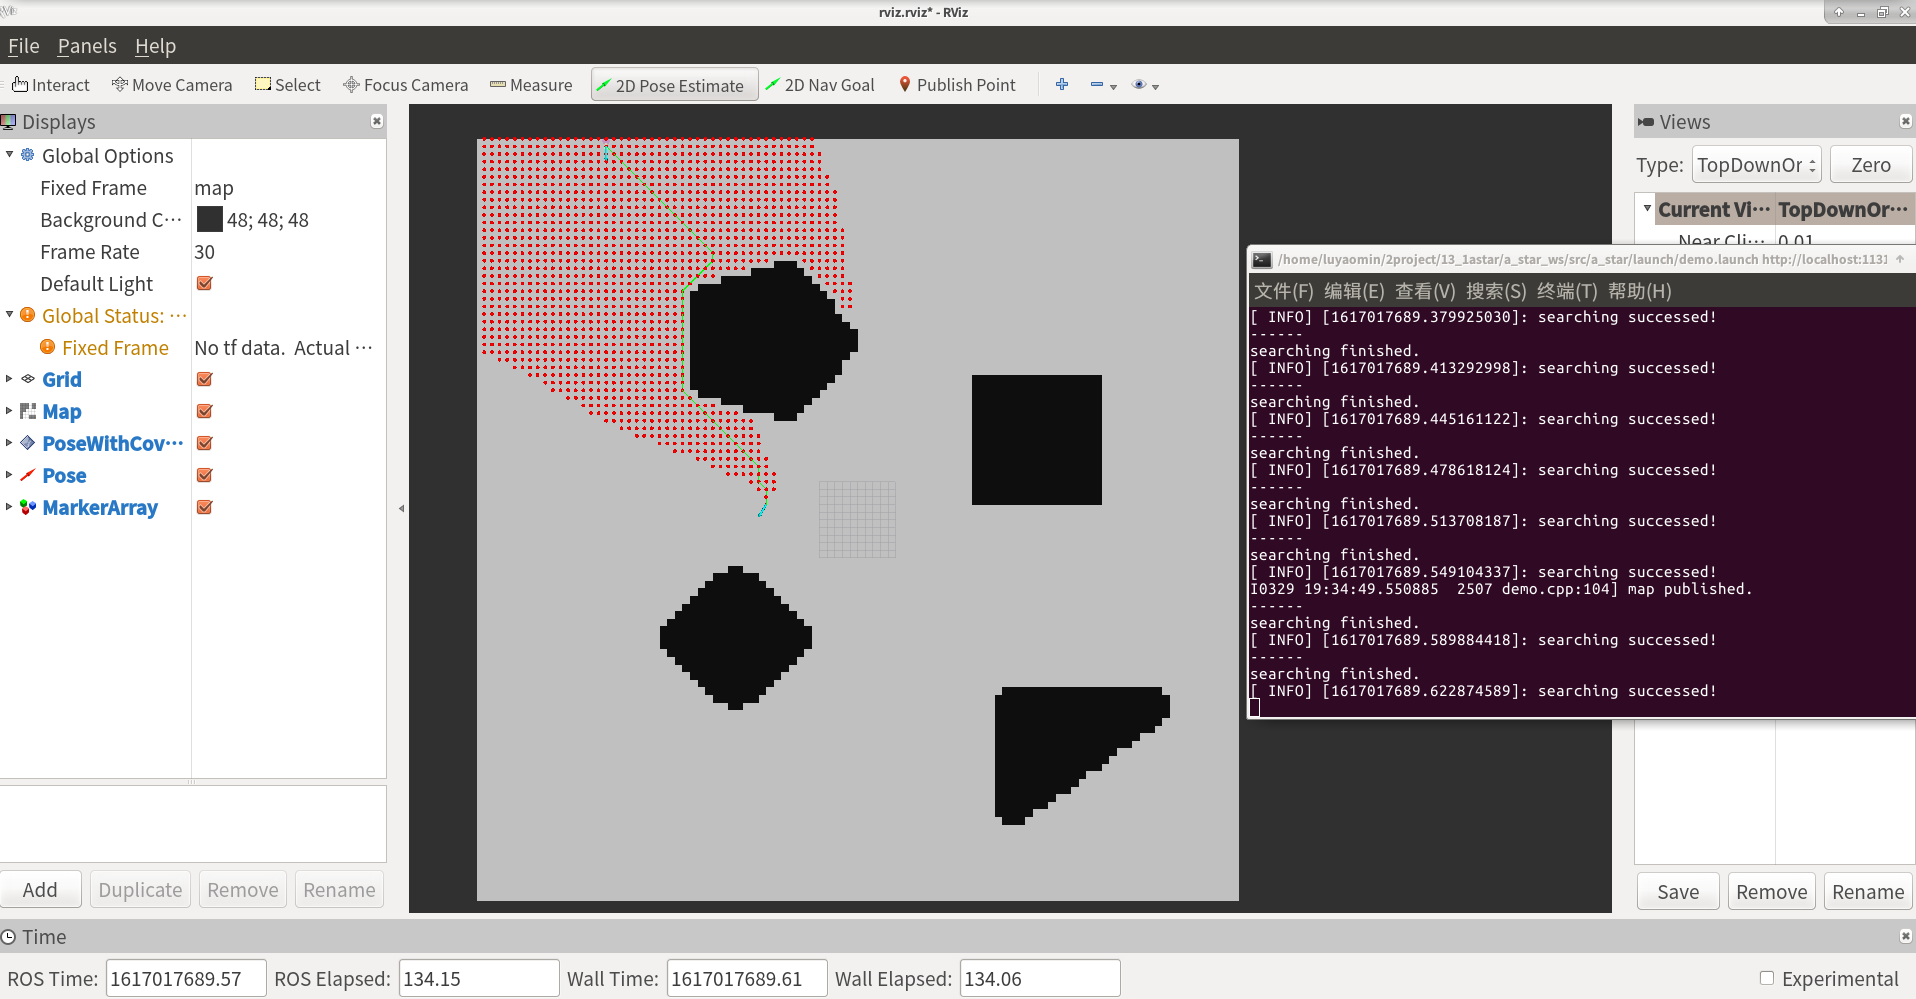 rviz.rviz* - RViz
File Panels Help
Interact Move Camera Select Focus Camera Measure 2D Pose Estimate 2D Nav Goal Publish Point
Displays
Global Options
Fixed Frame map
Background C··· 48; 48; 48
Frame Rate 30
Default Light
Global Status: ···
Fixed Frame No tf data. Actual ···
Grid
Map
PoseWithCov···
Pose
MarkerArray
Add Duplicate Remove Rename
Views
Type: TopDownOr Zero
Current Vi··· TopDownOr···
Near Cli··· 0.01
/home/luyaomin/2project/13_1astar/a_star_ws/src/a_star/launch/demo.launch http://localhost:1131
文件(F) 编辑(E) 查看(V) 搜索(S) 终端(T) 帮助(H)
[ INFO] [1617017689.379925030]: searching successed!
------
searching finished.
[ INFO] [1617017689.413292998]: searching successed!
------
searching finished.
[ INFO] [1617017689.445161122]: searching successed!
------
searching finished.
[ INFO] [1617017689.478618124]: searching successed!
------
searching finished.
[ INFO] [1617017689.513708187]: searching successed!
------
searching finished.
[ INFO] [1617017689.549104337]: searching successed!
I0329 19:34:49.550885  2507 demo.cpp:104] map published.
------
searching finished.
[ INFO] [1617017689.589884418]: searching successed!
------
searching finished.
[ INFO] [1617017689.622874589]: searching successed!
Save Remove Rename
Time
ROS Time: 1617017689.57 ROS Elapsed: 134.15 Wall Time: 1617017689.61 Wall Elapsed: 134.06 Experimental